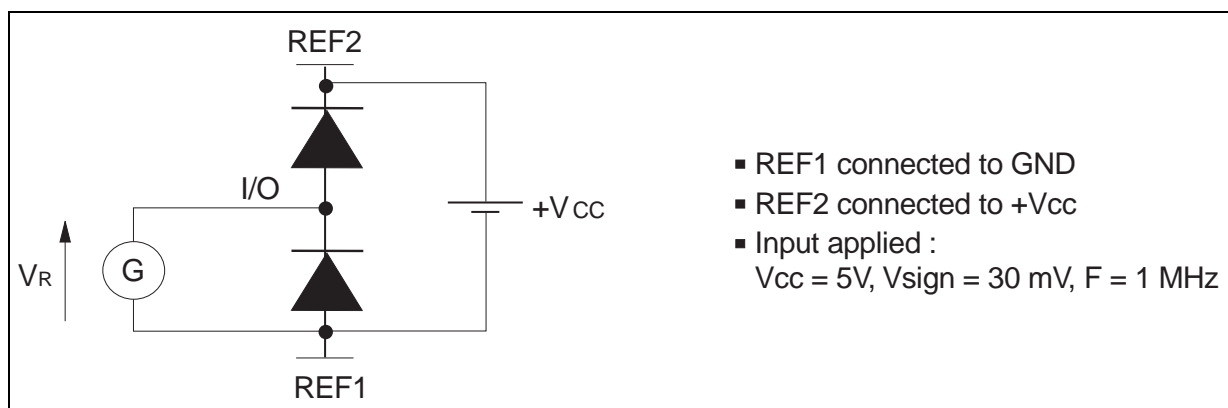 REF2
I/O
+VCC
VR
G
REF1
▪ REF1 connected to GND
▪ REF2 connected to +Vcc
▪ Input applied :
Vcc = 5V, Vsign = 30 mV, F = 1 MHz